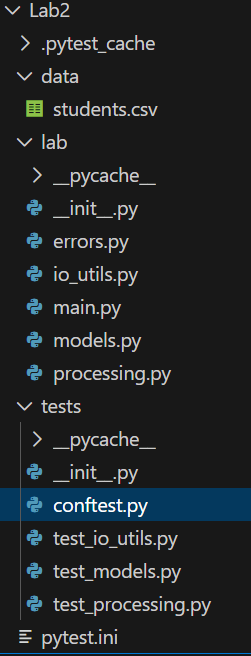 Lab2
.pytest_cache
data
students.csv
lab
__pycache__
__init__.py
errors.py
io_utils.py
main.py
models.py
processing.py
tests
__pycache__
__init__.py
conftest.py
test_io_utils.py
test_models.py
test_processing.py
pytest.ini